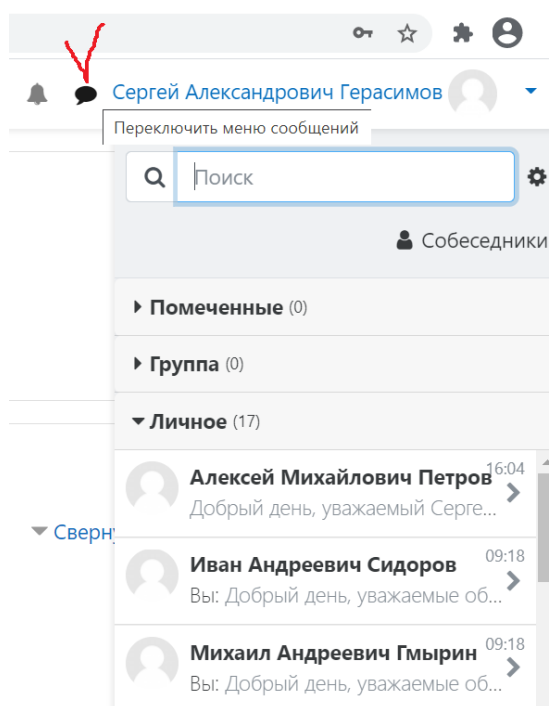 Сергей Александрович Герасимов
Переключить меню сообщений
Поиск
Собеседники
Помеченные (0)
Группа (0)
Личное (17)
Алексей Михайлович Петров 16:04
Добрый день, уважаемый Серге...
Сверну
Иван Андреевич Сидоров 09:18
Вы: Добрый день, уважаемые об...
Михаил Андреевич Гмырин 09:18
Вы: Добрый день, уважаемые об...